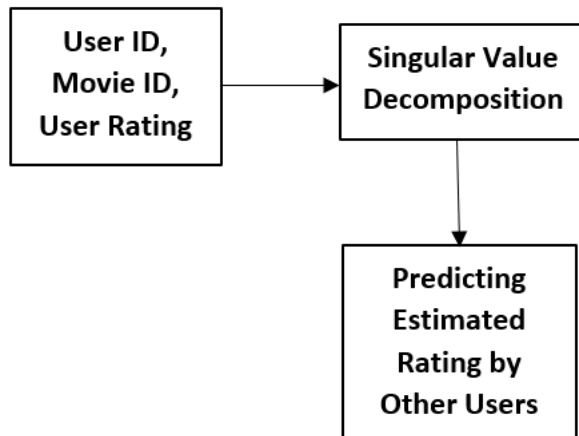 User ID,
Movie ID,
User Rating
Singular Value
Decomposition
Predicting
Estimated
Rating by
Other Users